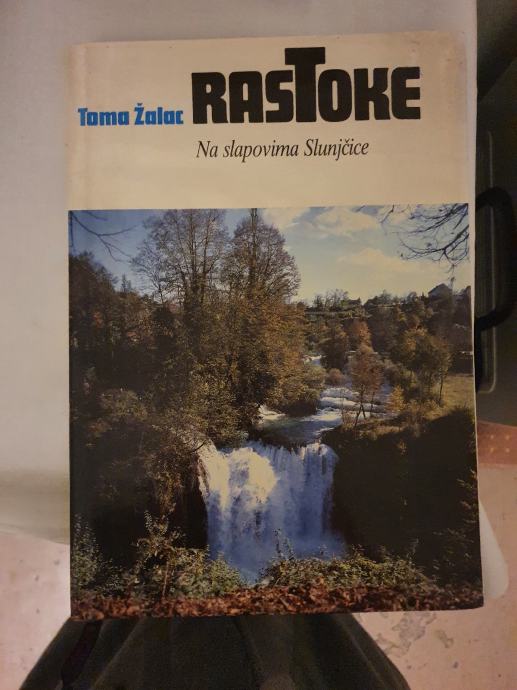 Toma Žalac RASTOKE
Na slapovima Slunjčice